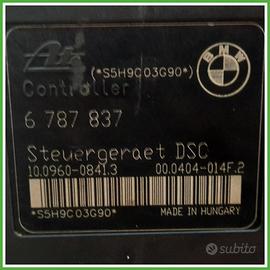 Ate
(*S5H9C03G90*)
BMW
Controller
6 787 837
Steuergeraet DSC
10.0960-0841.3 00.0404-014F.2
*S5H9C03G90*
MADE IN HUNGARY
subito